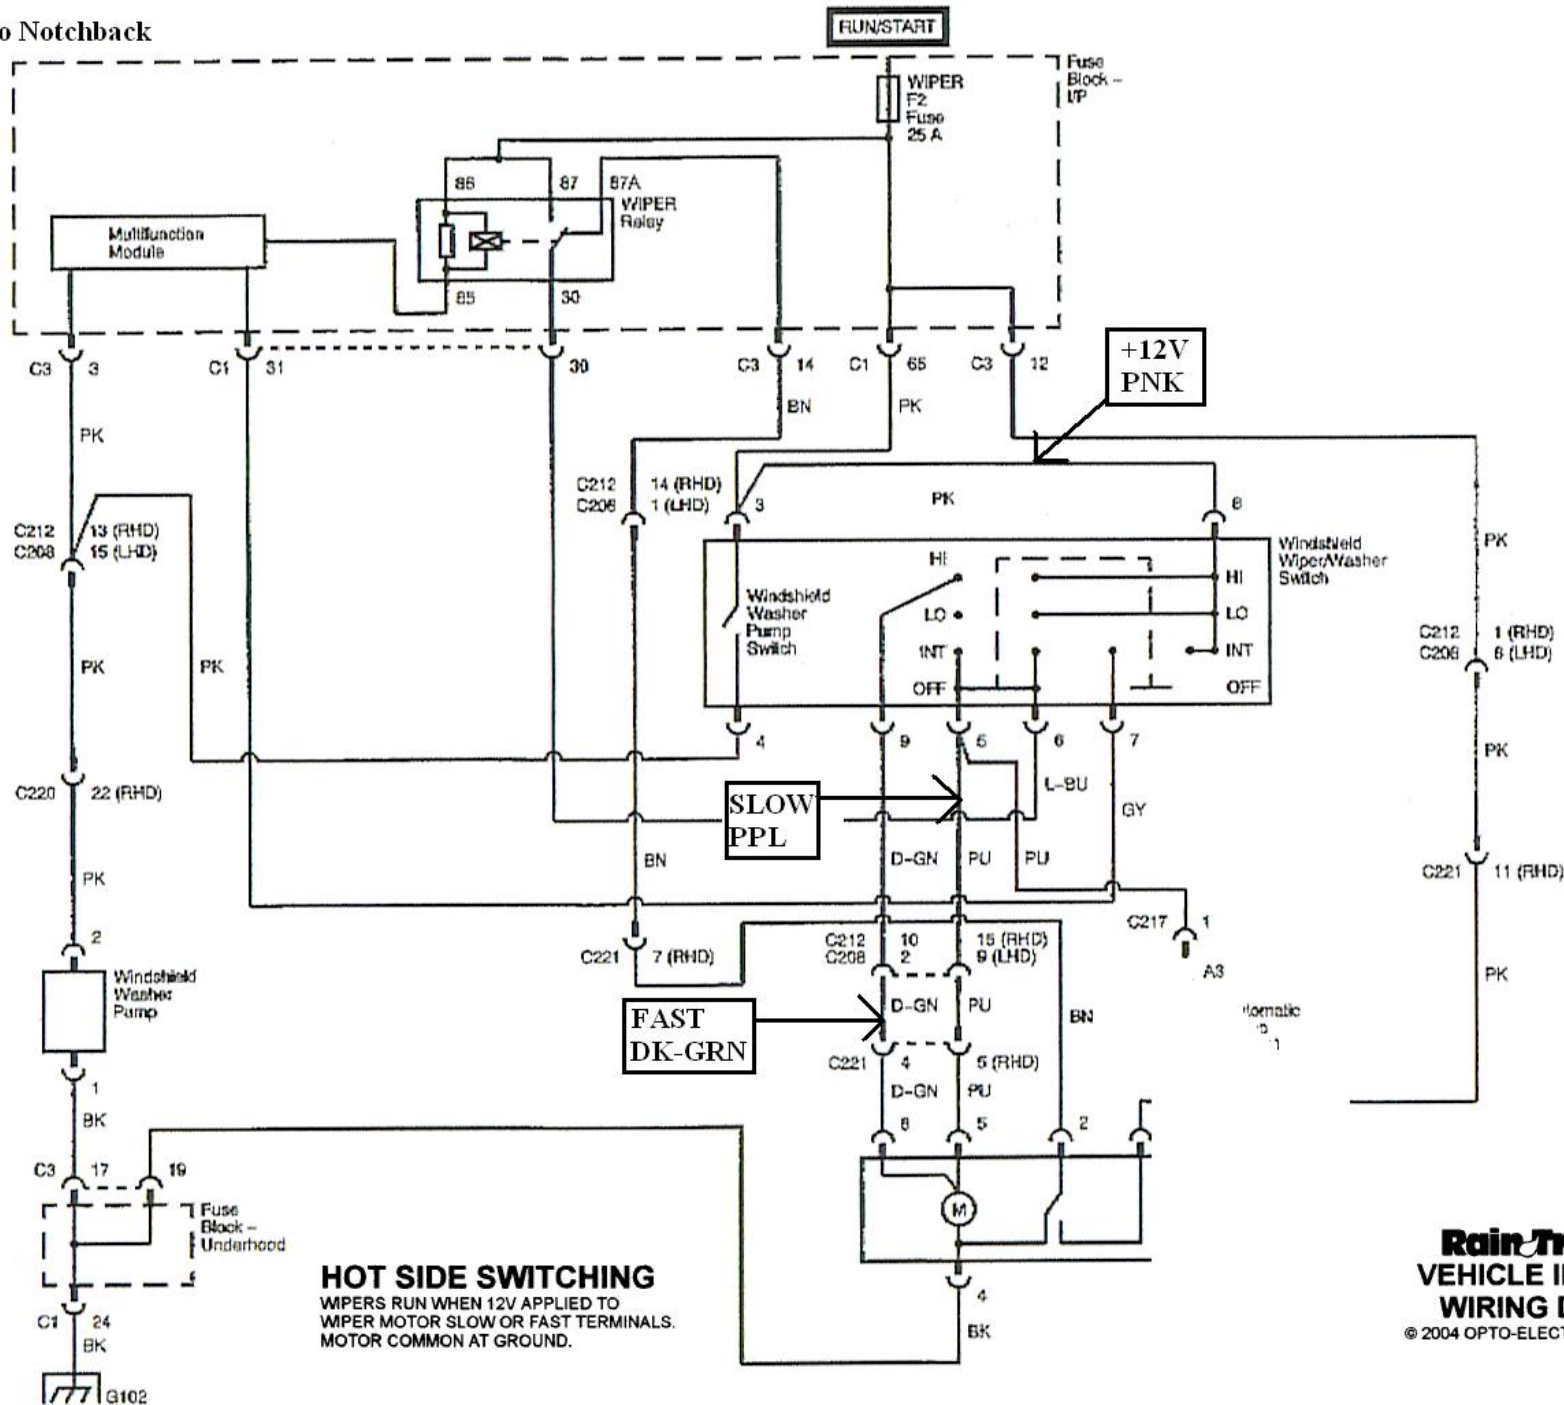 o Notchback
RUN/START
Fuse
Block –
I/P
WIPER
F2
Fuse
25 A
86
87
87A
WIPER
Relay
Multifunction
Module
85
30
C3
3
C1
31
30
C3
14
C1
65
C3
12
+12V
PNK
PK
BN
PK
C212
14 (RHD)
C206
1 (LHD)
3
PK
8
C212
13 (RHD)
C208
15 (LHD)
PK
PK
Windshield
Wiper/Washer
Switch
HI
LO
INT
OFF
HI
LO
INT
OFF
Windshield
Washer
Pump
Switch
PK
C212
1 (RHD)
C206
6 (LHD)
4
9
5
6
7
C220
22 (RHD)
SLOW
PPL
L-BU
GY
PK
BN
D-GN
PU
PU
PK
C221
11 (RHD)
2
C221
7 (RHD)
C212
10
15 (RHD)
C208
2
9 (LHD)
C217
1
A3
PK
Windshield
Washer
Pump
FAST
DK-GRN
D-GN
PU
BN
C221
4
5 (RHD)
1
D-GN
PU
BK
6
5
2
C3
17
19
M
Fuse
Block –
Underhood
HOT SIDE SWITCHING
WIPERS RUN WHEN 12V APPLIED TO
WIPER MOTOR SLOW OR FAST TERMINALS.
MOTOR COMMON AT GROUND.
4
BK
C1
24
BK
G102
Rain Tr
VEHICLE I
WIRING D
© 2004 OPTO-ELECT